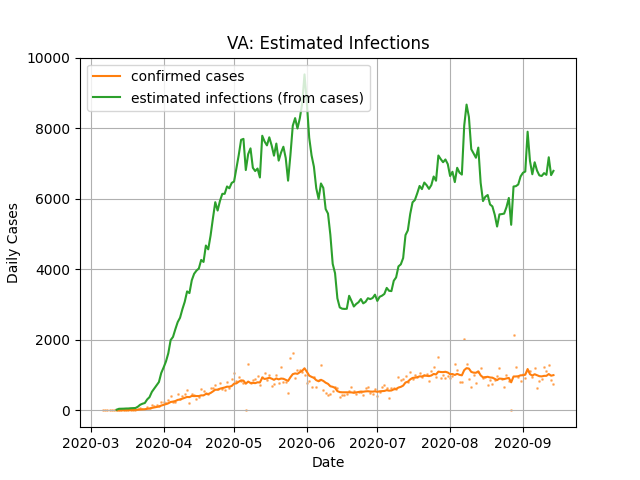 VA: Estimated Infections
confirmed cases
estimated infections (from cases)
Daily Cases
10000
8000
6000
4000
2000
0
2020-03 2020-04 2020-05 2020-06 2020-07 2020-08 2020-09
Date